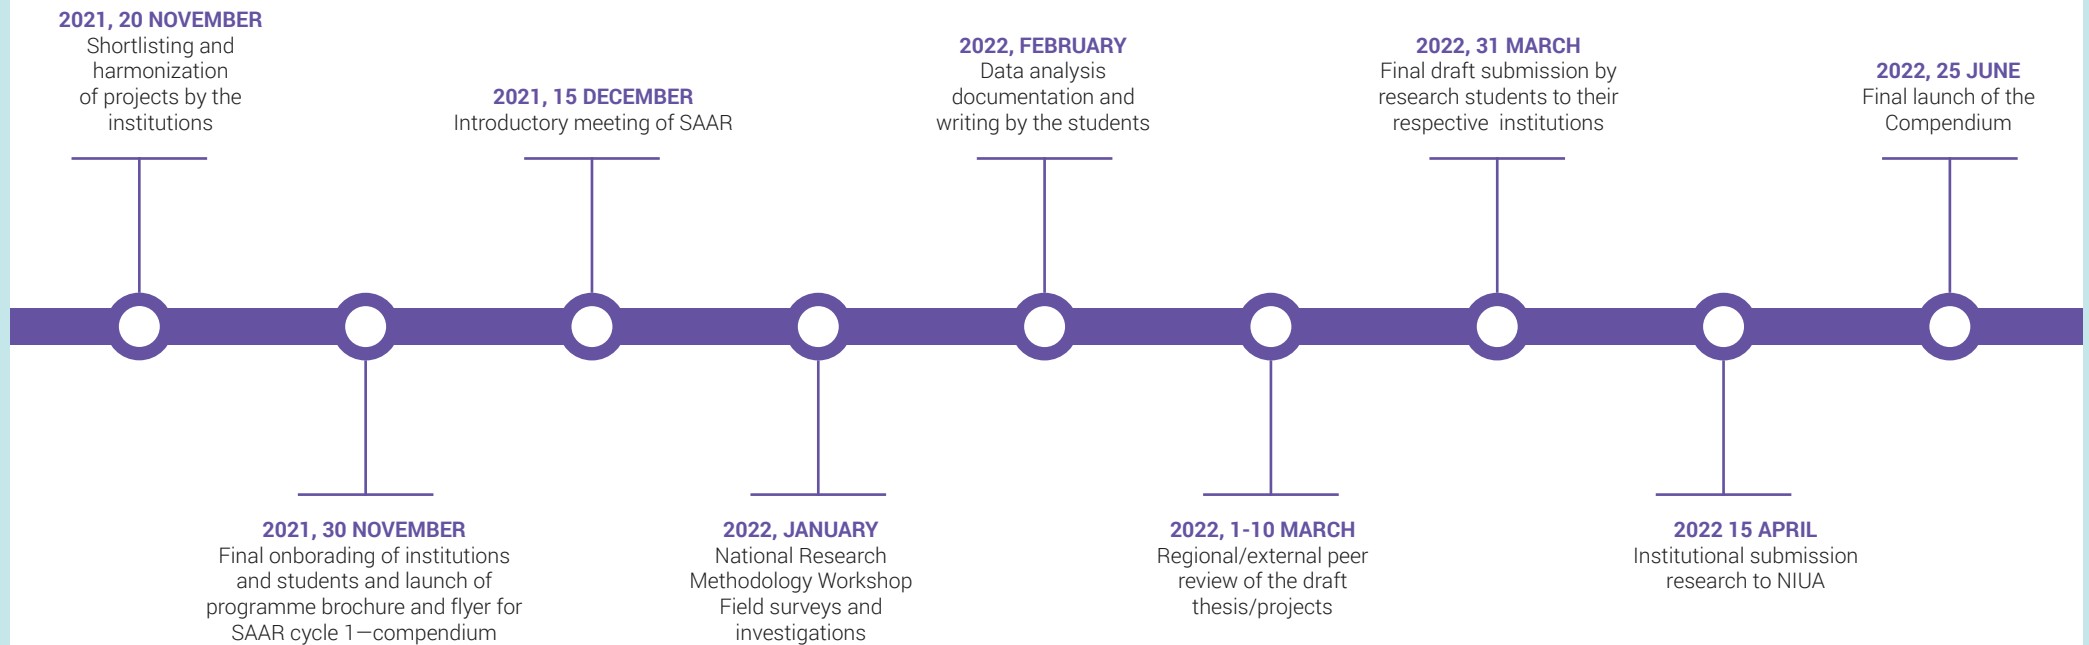 2021, 20 NOVEMBER
Shortlisting and
harmonization
of projects by the
institutions
2021, 30 NOVEMBER
Final onborading of institutions
and students and launch of
programme brochure and flyer for
SAAR cycle 1—compendium
2021, 15 DECEMBER
Introductory meeting of SAAR
2022, JANUARY
National Research
Methodology Workshop
Field surveys and
investigations
2022, FEBRUARY
Data analysis
documentation and
writing by the students
2022, 1-10 MARCH
Regional/external peer
review of the draft
thesis/projects
2022, 31 MARCH
Final draft submission by
research students to their
respective institutions
2022 15 APRIL
Institutional submission
research to NIUA
2022, 25 JUNE
Final launch of the
Compendium